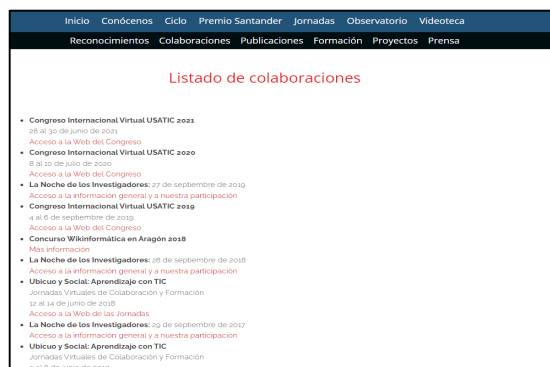 Inicio Conócenos Ciclo Premio Santander Jornadas Observatorio Videoteca
Reconocimientos Colaboraciones Publicaciones Formación Proyectos Prensa
Listado de colaboraciones
Congreso Internacional Virtual USATIC 2021
28 al 30 de junio de 2021
Acceso a la Web del Congreso
Congreso Internacional Virtual USATIC 2020
8 al 10 de julio de 2020
Acceso a la Web del Congreso
La Noche de los Investigadores: 27 de septiembre de 2019
Acceso a la información general y a nuestra participación
Congreso Internacional Virtual USATIC 2019
4 al 6 de septiembre de 2019
Acceso a la Web del Congreso
Concurso Wikinformática en Aragón 2018
Más información
La Noche de los Investigadores: 28 de septiembre de 2018
Acceso a la información general y a nuestra participación
Ubicuo y Social: Aprendizaje con TIC
Jornadas Virtuales de Colaboración y Formación
12 al 14 de junio de 2018
Acceso a la Web de las Jornadas
La Noche de los Investigadores: 29 de septiembre de 2017
Acceso a la información general y a nuestra participación
Ubicuo y Social: Aprendizaje con TIC
Jornadas Virtuales de Colaboración y Formación